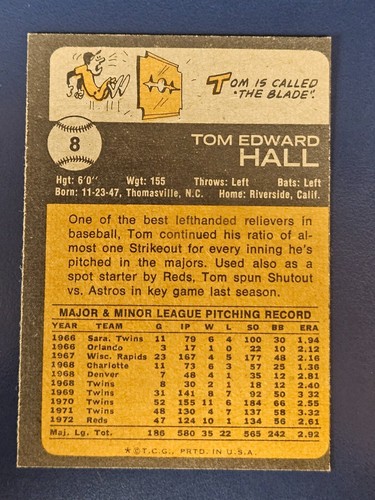 TOM IS CALLED
"THE BLADE".
8
TOM EDWARD
HALL
Hgt: 6'0" Wgt: 155 Throws: Left Bats: Left
Born: 11-23-47, Thomasville, N.C. Home: Riverside, Calif.
One of the best lefthanded relievers in
baseball, Tom continued his ratio of al-
most one Strikeout for every inning he's
pitched in the majors. Used also as a
spot starter by Reds, Tom spun Shutout
vs. Astros in key game last season.
MAJOR & MINOR LEAGUE PITCHING RECORD
YEAR TEAM G IP W L SO BB ERA
1966 Sara. Twins 11 79 6 4 100 30 1.94
1966 Orlando 3 17 1 0 22 10 2.12
1967 Wisc. Rapids 23 167 4 5 177 48 2.16
1968 Charlotte 11 73 6 3 57 25 1.36
1968 Denver 7 48 4 1 35 12 2.81
1968 Twins 8 30 2 1 18 12 2.40
1969 Twins 31 141 8 7 92 50 3.32
1970 Twins 52 155 11 6 184 66 2.55
1971 Twins 48 130 4 7 137 58 3.32
1972 Reds 47 124 10 1 134 56 2.61
Maj. Lg. Tot. 186 580 35 22 565 242 2.92
*© T.C.G., PRTD. IN U.S.A.